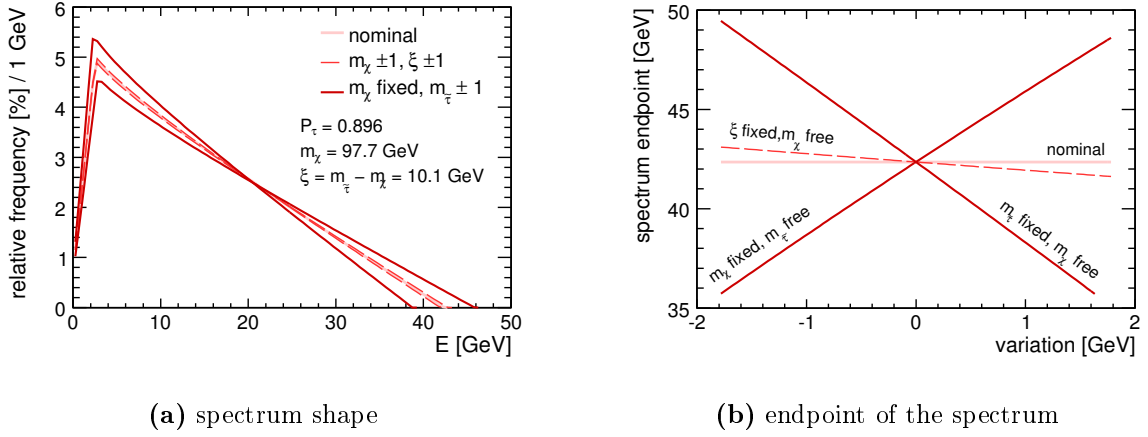 6
5
4
3
2
1
0
relative frequency [%] / 1 GeV
nominal
m_χ ±1, ξ ±1
m_χ fixed, m_τ̃ ± 1
P_τ = 0.896
m_χ = 97.7 GeV
ξ = m_τ̃ − m_χ = 10.1 GeV
0 10 20 30 40 50
E [GeV]
(a) spectrum shape
50
45
40
35
spectrum endpoint [GeV]
ξ fixed,m_χ free
nominal
m_χ fixed, m_τ̃ free
m_τ̃ fixed, m_χ free
-2 -1 0 1 2
variation [GeV]
(b) endpoint of the spectrum